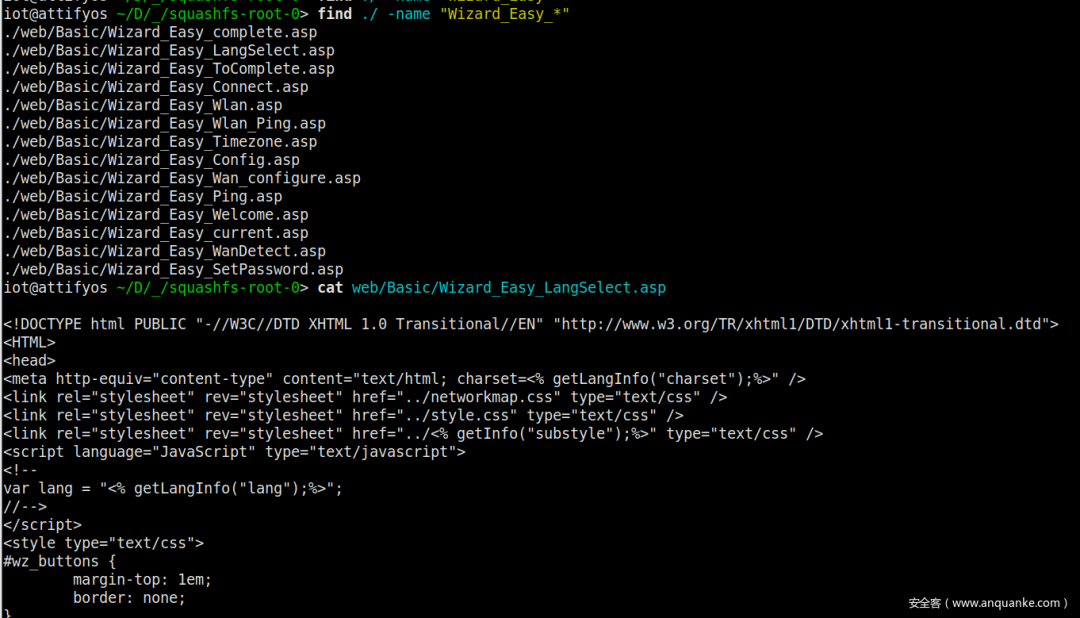 iot@attifyos ~/D/_/squashfs-root-0> find ./ -name "Wizard_Easy_*"
./web/Basic/Wizard_Easy_complete.asp
./web/Basic/Wizard_Easy_LangSelect.asp
./web/Basic/Wizard_Easy_ToComplete.asp
./web/Basic/Wizard_Easy_Connect.asp
./web/Basic/Wizard_Easy_Wlan.asp
./web/Basic/Wizard_Easy_Wlan_Ping.asp
./web/Basic/Wizard_Easy_Timezone.asp
./web/Basic/Wizard_Easy_Config.asp
./web/Basic/Wizard_Easy_Wan_configure.asp
./web/Basic/Wizard_Easy_Ping.asp
./web/Basic/Wizard_Easy_Welcome.asp
./web/Basic/Wizard_Easy_current.asp
./web/Basic/Wizard_Easy_WanDetect.asp
./web/Basic/Wizard_Easy_SetPassword.asp
iot@attifyos ~/D/_/squashfs-root-0> cat web/Basic/Wizard_Easy_LangSelect.asp
<!DOCTYPE html PUBLIC "-//W3C//DTD XHTML 1.0 Transitional//EN" "http://www.w3.org/TR/xhtml1/DTD/xhtml1-transitional.dtd">
<HTML>
<head>
<meta http-equiv="content-type" content="text/html; charset=<% getLangInfo("charset");%>" />
<link rel="stylesheet" rev="stylesheet" href="../networkmap.css" type="text/css" />
<link rel="stylesheet" rev="stylesheet" href="../style.css" type="text/css" />
<link rel="stylesheet" rev="stylesheet" href="../<% getInfo("substyle");%>" type="text/css" />
<script language="JavaScript" type="text/javascript">
<!--
var lang = "<% getLangInfo("lang");%>";
//-->
</script>
<style type="text/css">
#wz_buttons {
margin-top: 1em;
border: none;
}
安全客（www.anquanke.com）